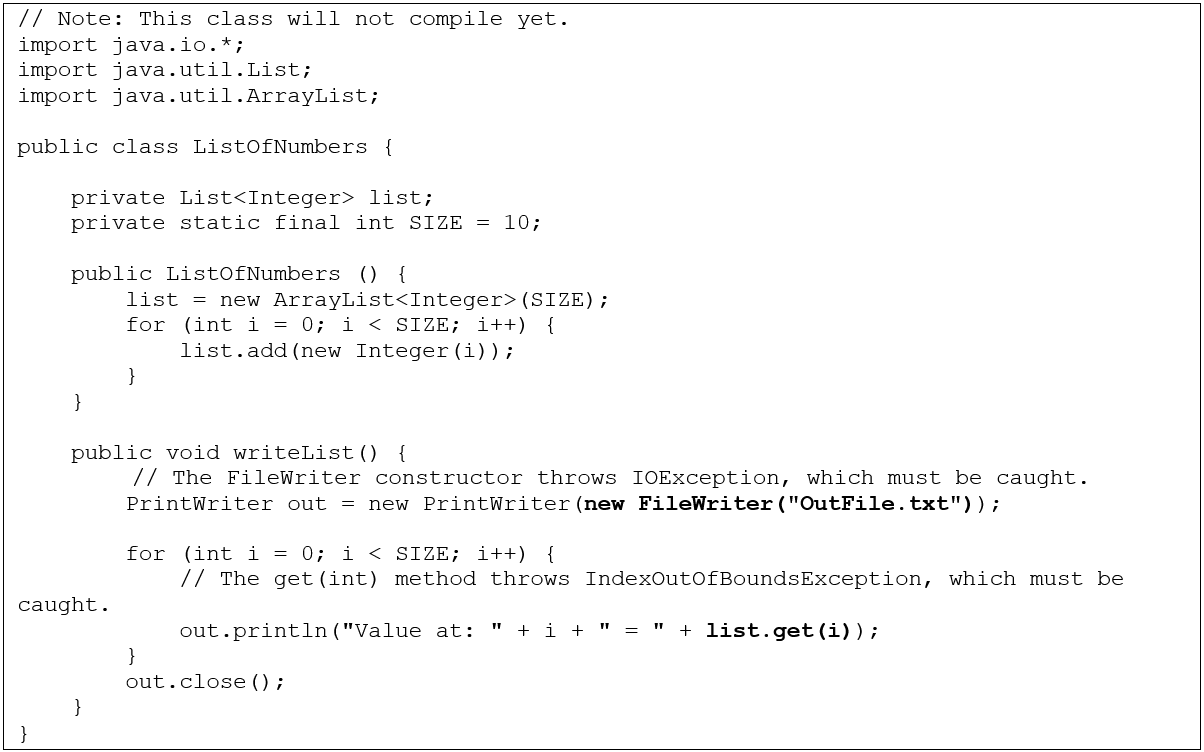 // Note: This class will not compile yet.
import java.io.*;
import java.util.List;
import java.util.ArrayList;

public class ListOfNumbers {

    private List<Integer> list;
    private static final int SIZE = 10;

    public ListOfNumbers () {
        list = new ArrayList<Integer>(SIZE);
        for (int i = 0; i < SIZE; i++) {
            list.add(new Integer(i));
        }
    }

    public void writeList() {
         // The FileWriter constructor throws IOException, which must be caught.
        PrintWriter out = new PrintWriter(new FileWriter("OutFile.txt"));

        for (int i = 0; i < SIZE; i++) {
            // The get(int) method throws IndexOutOfBoundsException, which must be
caught.
            out.println("Value at: " + i + " = " + list.get(i));
        }
        out.close();
    }
}